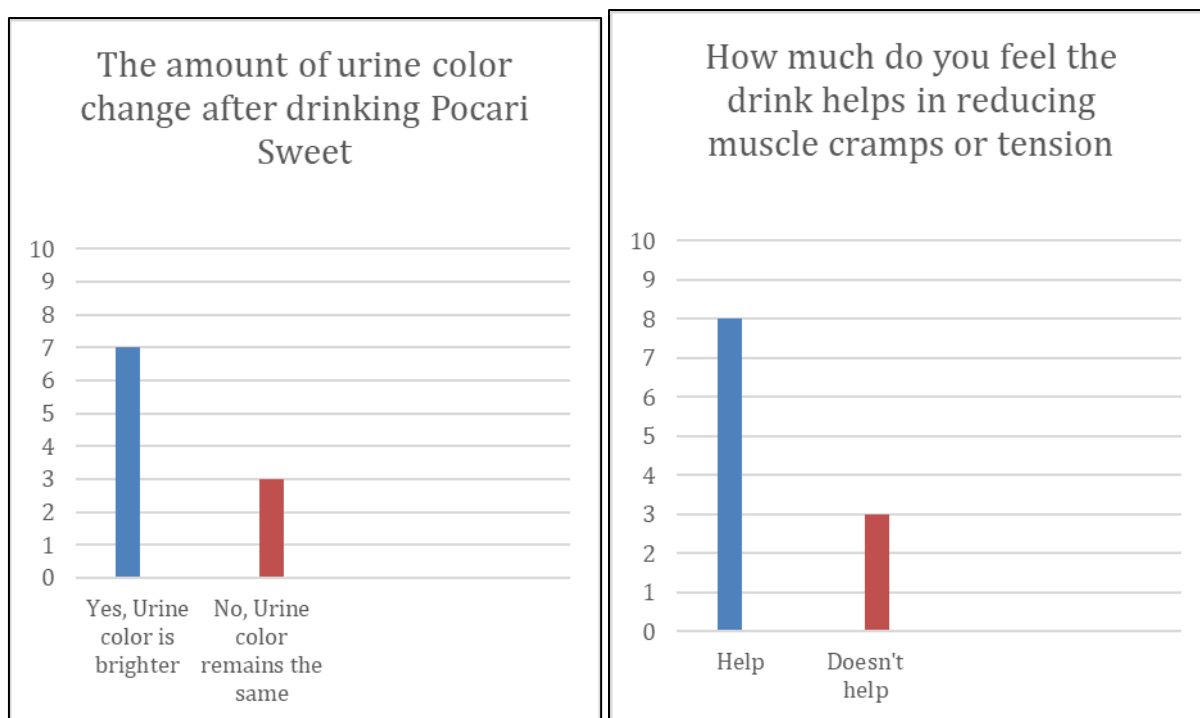 The amount of urine color
change after drinking Pocari
Sweet
10
9
8
7
6
5
4
3
2
1
0
Yes, Urine
color is
brighter
No, Urine
color
remains the
same
How much do you feel the
drink helps in reducing
muscle cramps or tension
10
9
8
7
6
5
4
3
2
1
0
Help
Doesn't
help